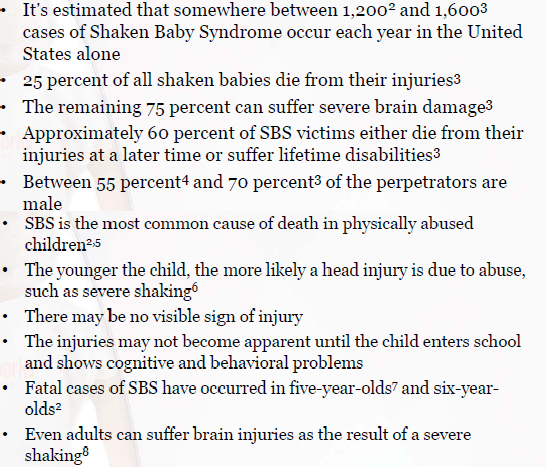 • It's estimated that somewhere between 1,200² and 1,600³
cases of Shaken Baby Syndrome occur each year in the United
States alone
• 25 percent of all shaken babies die from their injuries³
• The remaining 75 percent can suffer severe brain damage³
• Approximately 60 percent of SBS victims either die from their
injuries at a later time or suffer lifetime disabilities³
• Between 55 percent⁴ and 70 percent³ of the perpetrators are
male
• SBS is the most common cause of death in physically abused
children²,⁵
• The younger the child, the more likely a head injury is due to abuse,
such as severe shaking⁶
• There may be no visible sign of injury
• The injuries may not become apparent until the child enters school
and shows cognitive and behavioral problems
• Fatal cases of SBS have occurred in five-year-olds⁷ and six-year-
olds²
• Even adults can suffer brain injuries as the result of a severe
shaking⁸